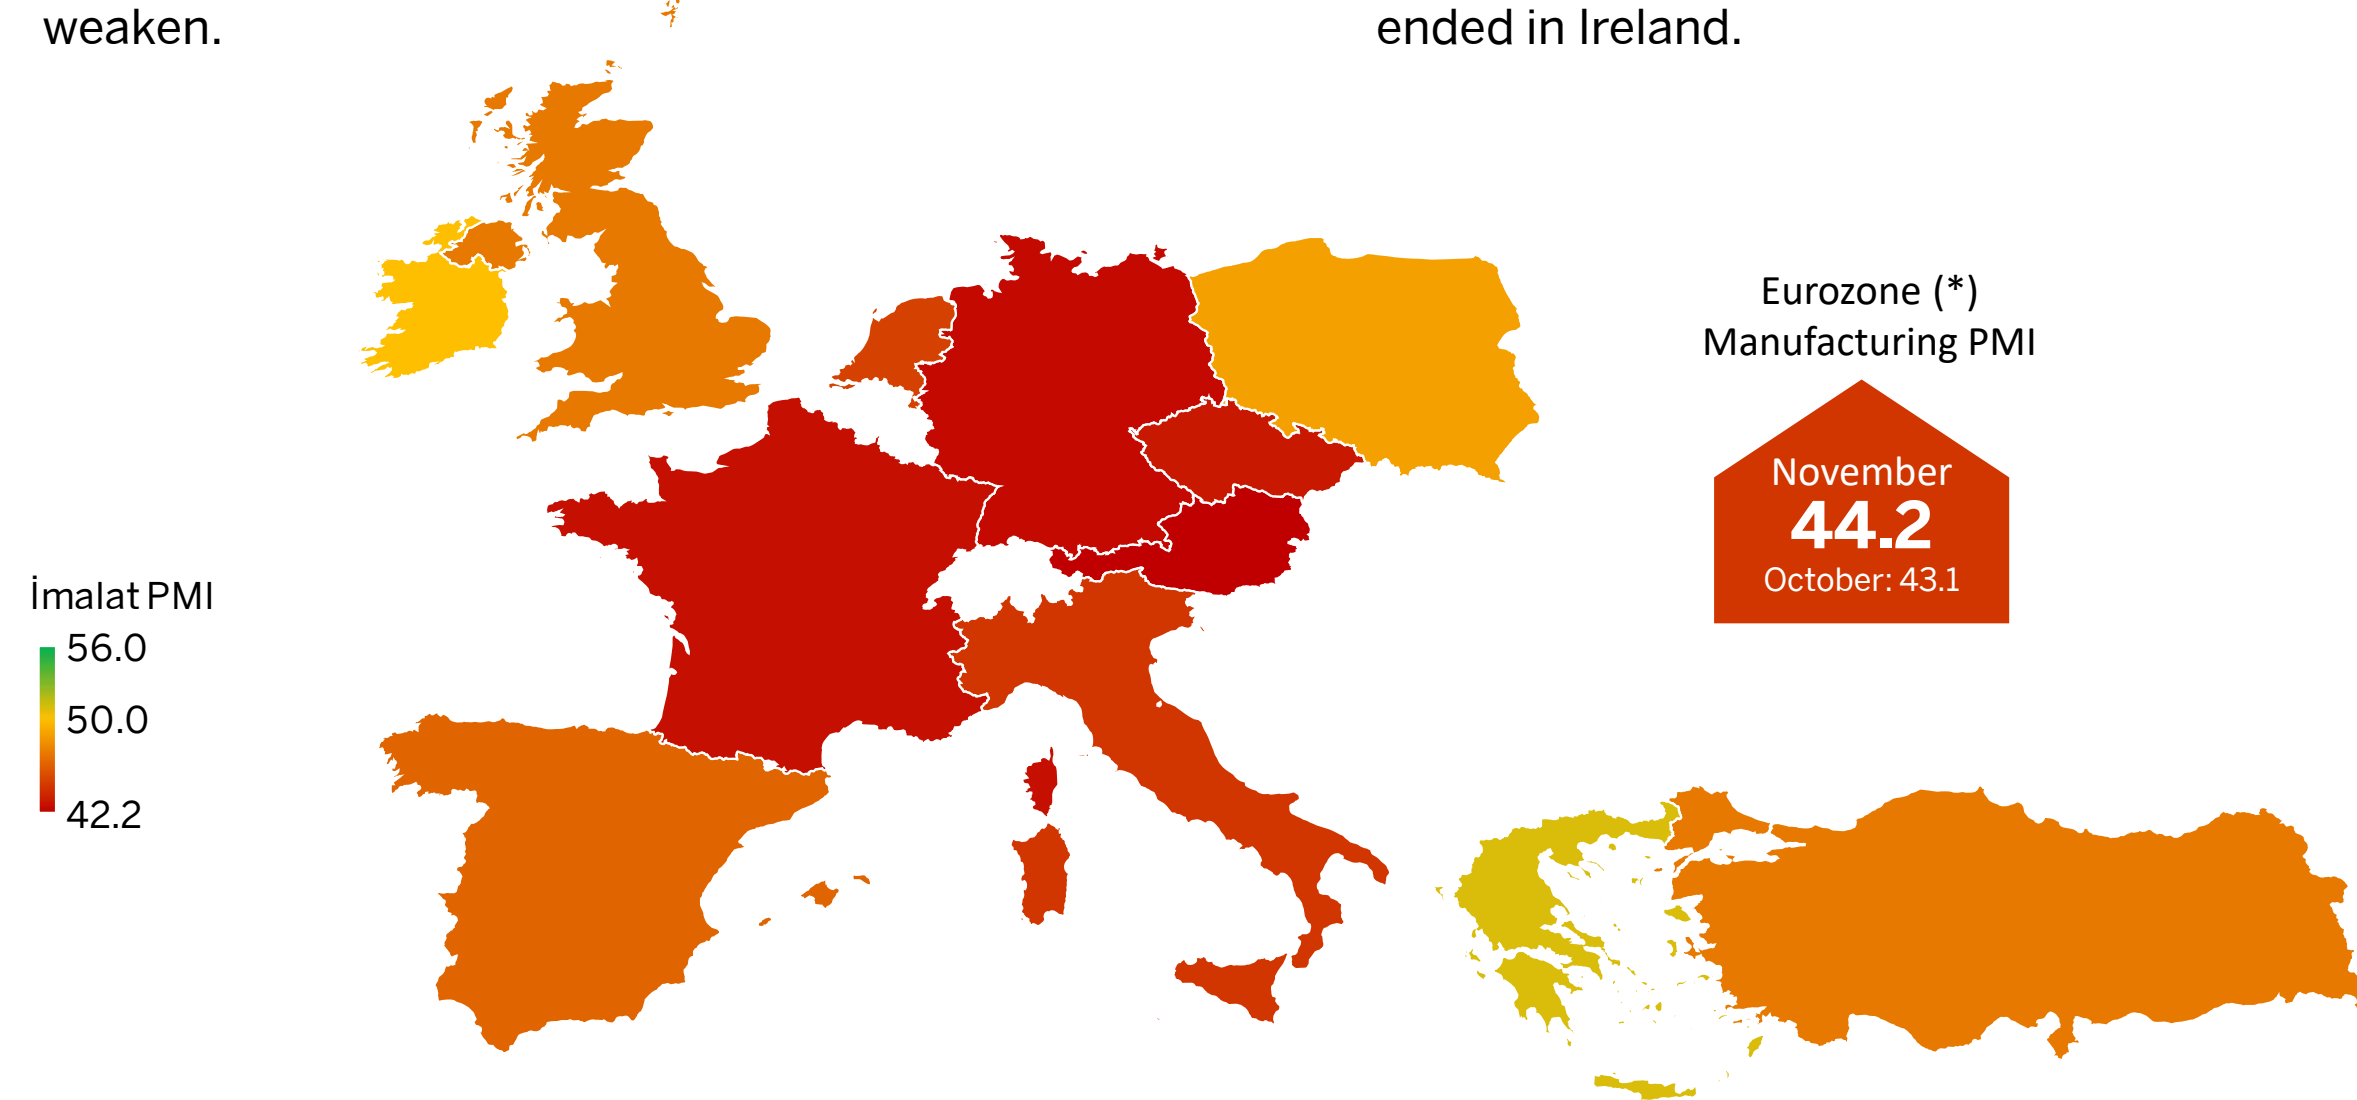 weaken.
ended in Ireland.
Eurozone (*)
Manufacturing PMI
November
44.2
October: 43.1
İmalat PMI
56.0
50.0
42.2